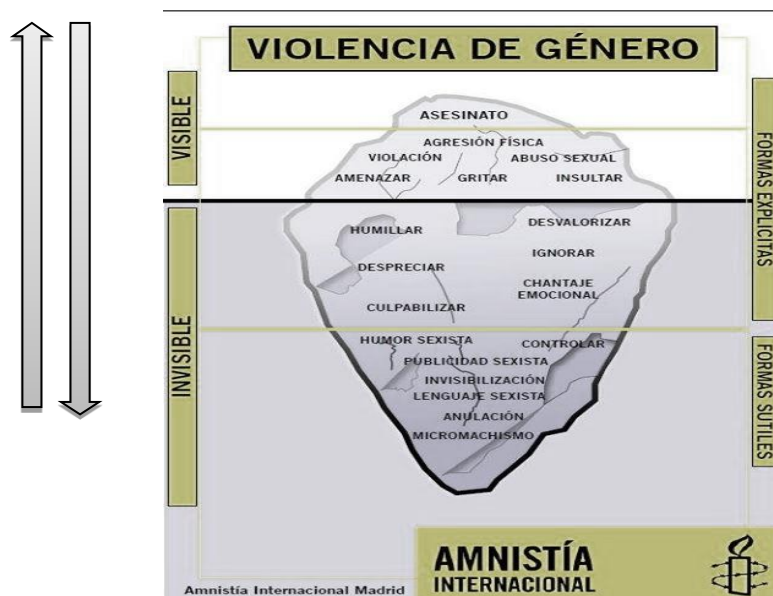 VIOLENCIA DE GÉNERO
VISIBLE
ASESINATO
AGRESIÓN FÍSICA
VIOLACIÓN ABUSO SEXUAL
AMENAZAR GRITAR INSULTAR
FORMAS EXPLICITAS
INVISIBLE
HUMILLAR DESVALORIZAR
IGNORAR
DESPRECIAR
CHANTAJE
EMOCIONAL
CULPABILIZAR
HUMOR SEXISTA CONTROLAR
PUBLICIDAD SEXISTA
INVISIBILIZACIÓN
LENGUAJE SEXISTA
ANULACIÓN
MICROMACHISMO
FORMAS SUTILES
AMNISTÍA
INTERNACIONAL
Amnistía Internacional Madrid